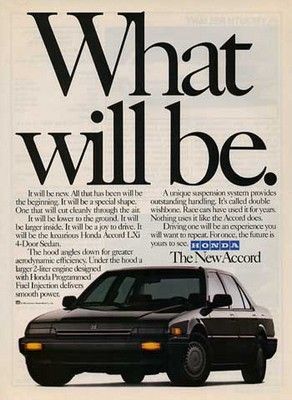 What
will be.
It will be new. All that has been will be
the beginning. It will be a special shape.
One that will cut cleanly through the air.
It will be lower to the ground. It will be
larger inside. It will be a joy to drive. It
will be the luxurious Honda Accord LXi
4-Door Sedan.
The hood angles down for greater
aerodynamic efficiency. Under the hood a
larger 2-liter engine designed
with Honda Programmed
Fuel Injection delivers
smooth power.
A unique suspension system provides
outstanding handling. It's called double
wishbone. Race cars have used it for years.
Nothing uses it like the Accord does.
Driving one will be an experience you
will want to repeat. For once, the future is
yours to see. HONDA
The New Accord